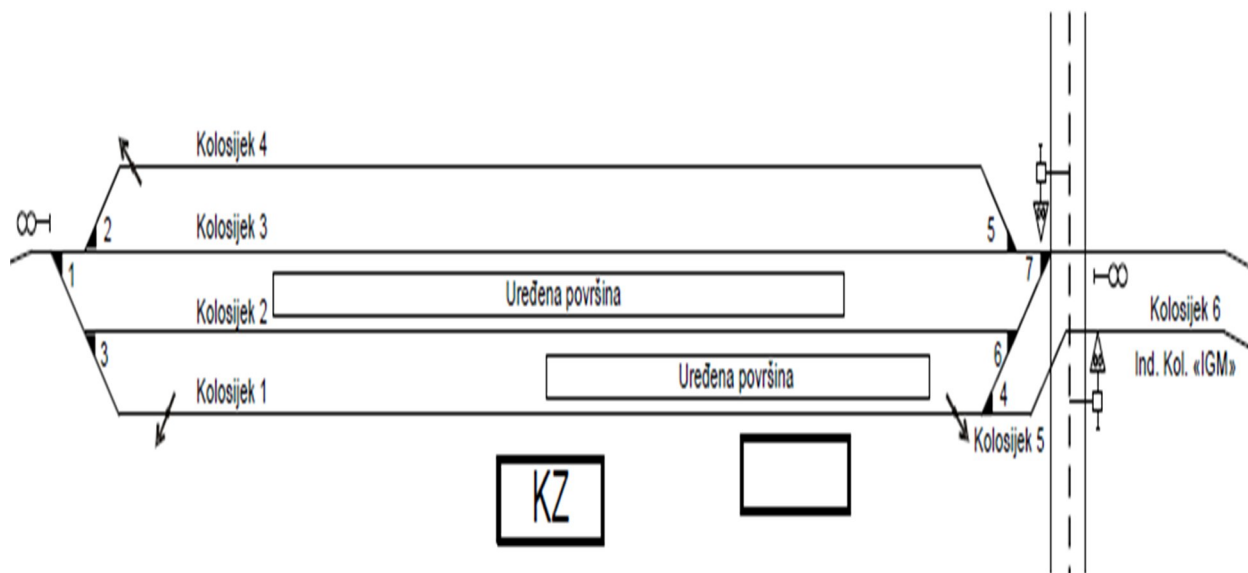 Kolosijek 4
2
Kolosijek 3
5
1
7
Uređena površina
Kolosijek 2
Kolosijek 6
3
6
Uređena površina
Ind. Kol. «IGM»
Kolosijek 1
4
Kolosijek 5
KZ